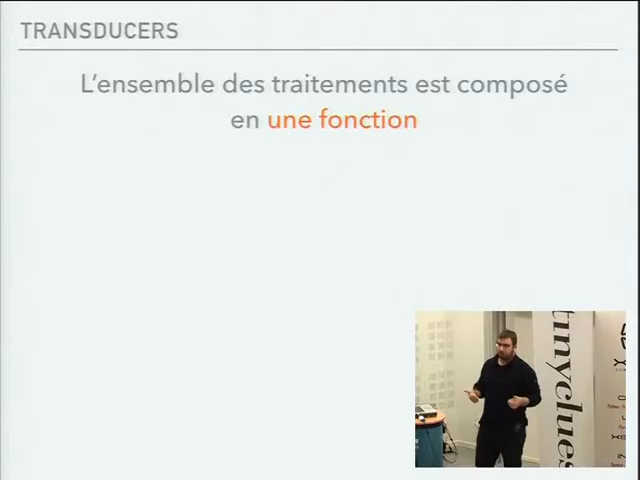 TRANSDUCERS
L'ensemble des traitements est composé
en une fonction
tinyclues